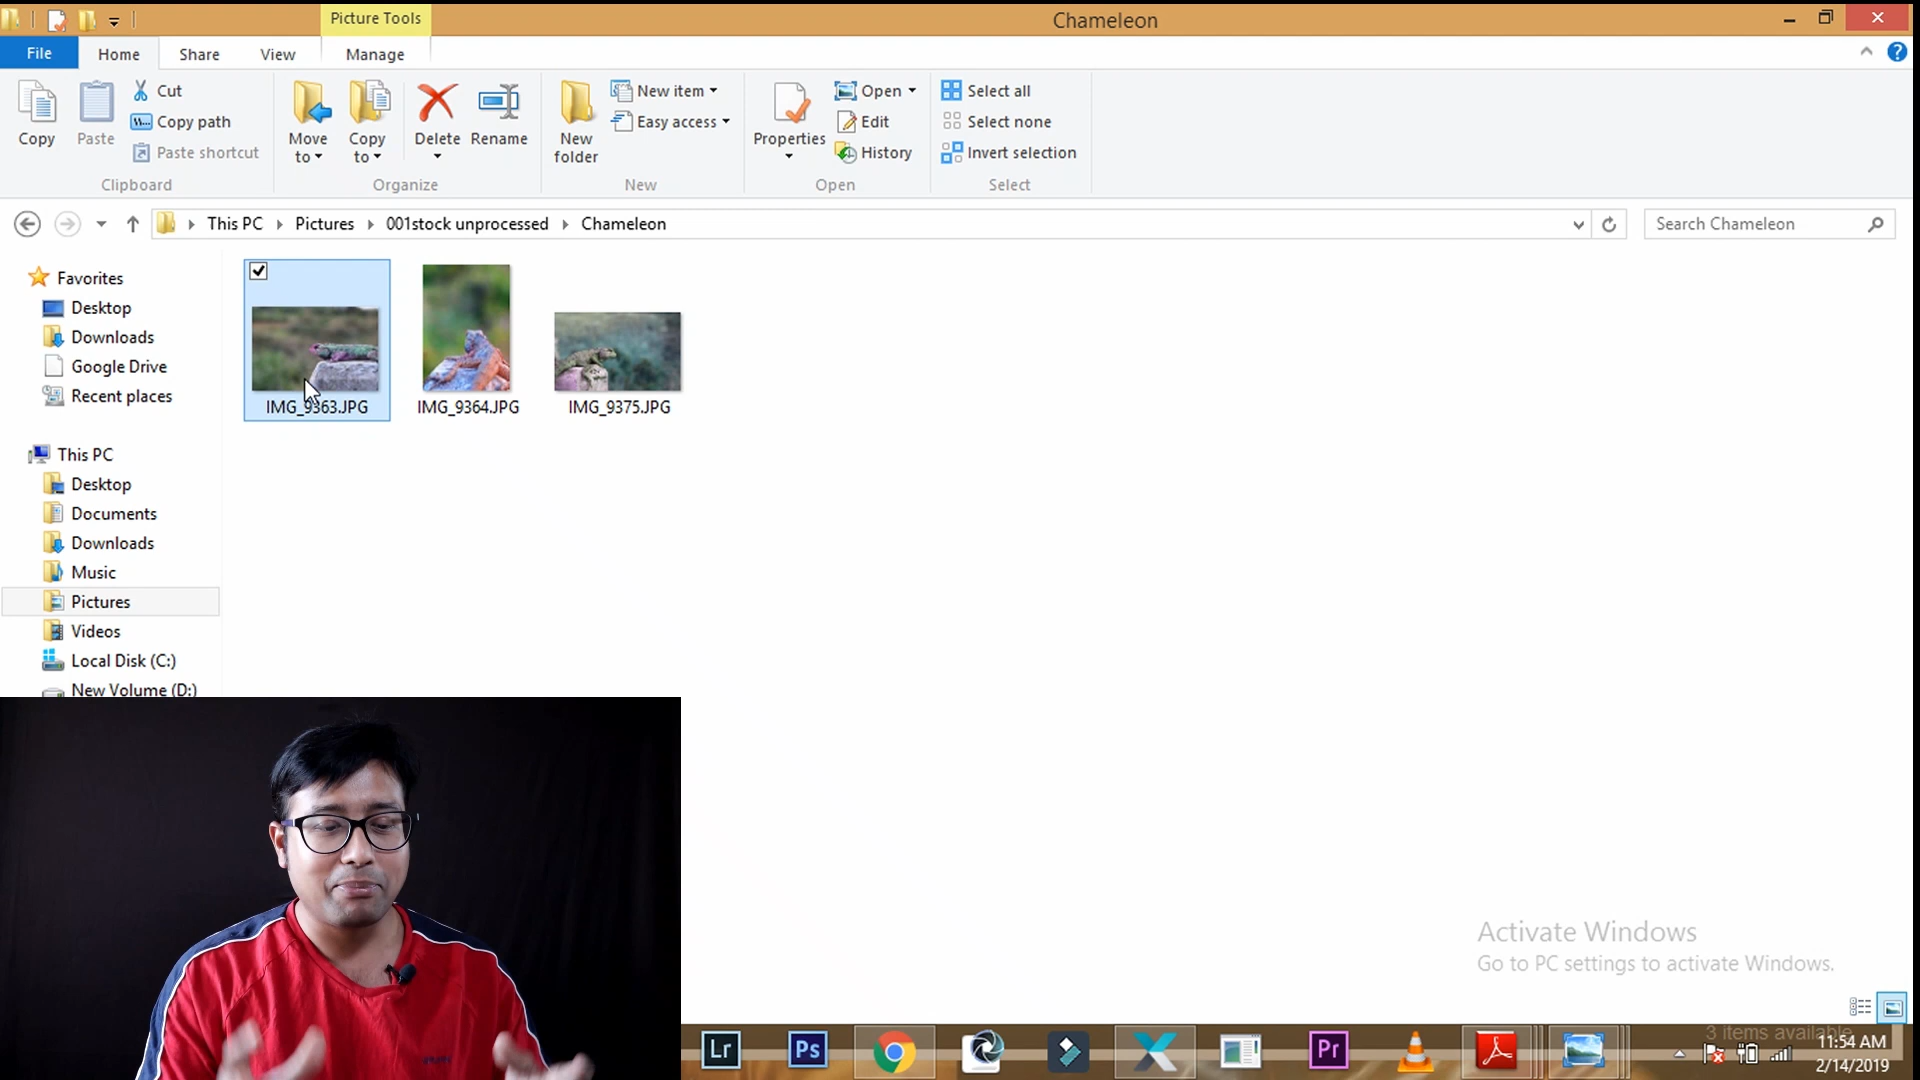 Picture Tools
Chameleon
File
Home
Share
View
Manage
Copy
Paste
Cut
Copy path
Paste shortcut
Clipboard
Move to
Copy to
Delete
Rename
Organize
New folder
New item
Easy access
New
Properties
Open
Edit
History
Open
Select all
Select none
Invert selection
Select
This PC
Pictures
001stock unprocessed
Chameleon
Search Chameleon
Favorites
Desktop
Downloads
Google Drive
Recent places
This PC
Desktop
Documents
Downloads
Music
Pictures
Videos
Local Disk (C:)
New Volume (D:)
IMG_9363.JPG
IMG_9364.JPG
IMG_9375.JPG
Activate Windows
Go to PC settings to activate Windows.
3 items available
Lr
Ps
Pr
11:54 AM
2/14/2019